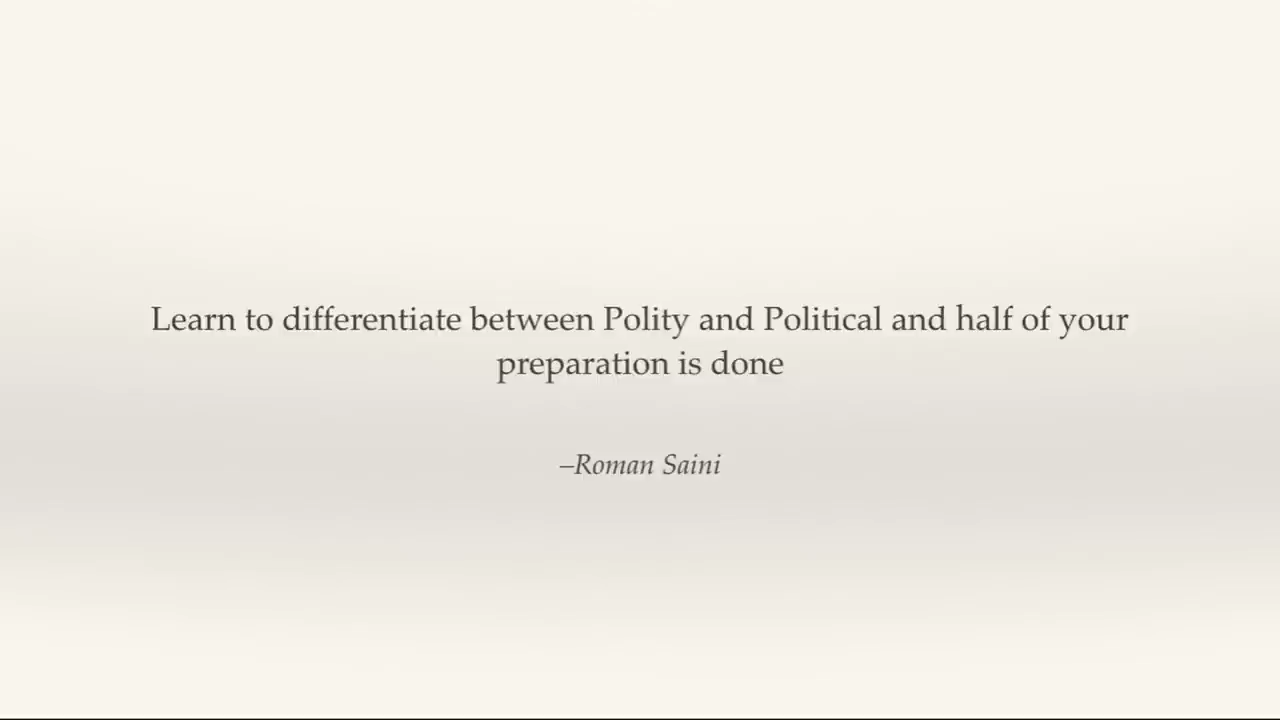 Learn to differentiate between Polity and Political and half of your
preparation is done
–Roman Saini